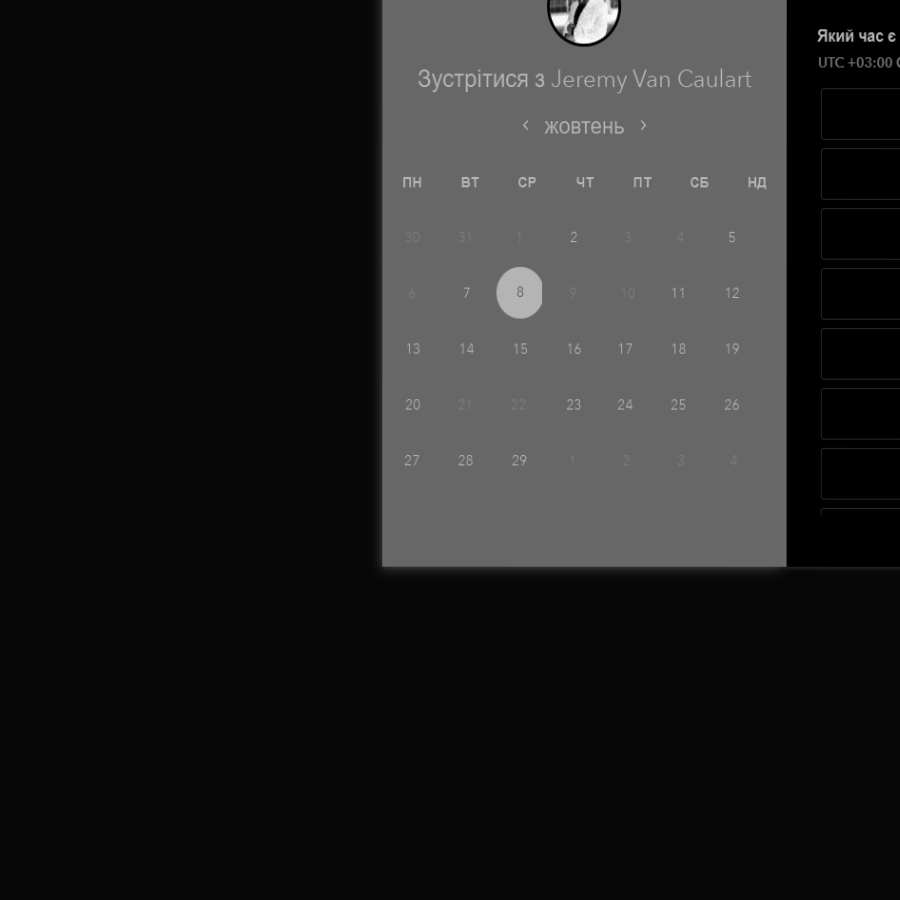 Зустрітися з Jeremy Van Caulart
‹ жовтень ›
ПН ВТ СР ЧТ ПТ СБ НД
30 31 1 2 3 4 5
6 7 8 9 10 11 12
13 14 15 16 17 18 19
20 21 22 23 24 25 26
27 28 29 1 2 3 4
Який час є
UTC +03:00